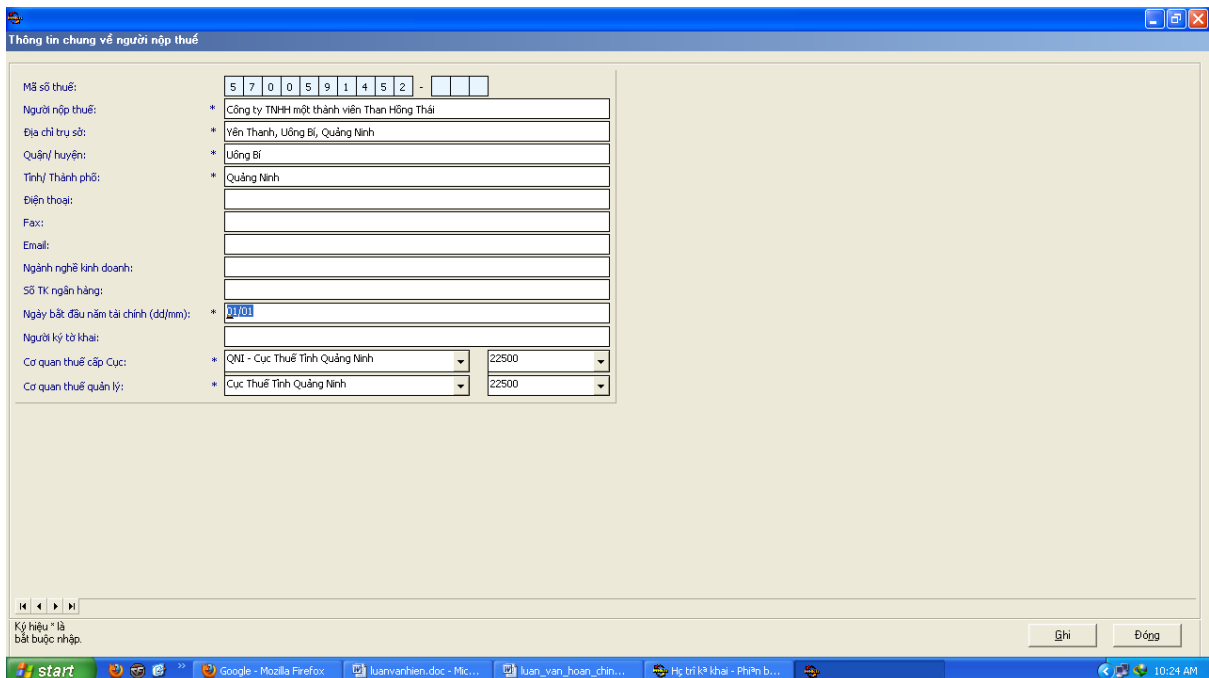 Thông tin chung về người nộp thuế
Mã số thuế: 5 7 0 0 5 9 1 4 5 2 -
Người nộp thuế: * Công ty TNHH một thành viên Than Hồng Thái
Địa chỉ trụ sở: * Yên Thanh, Uông Bí, Quảng Ninh
Quận/ huyện: * Uông Bí
Tỉnh/ Thành phố: * Quảng Ninh
Điện thoại:
Fax:
Email:
Ngành nghề kinh doanh:
Số TK ngân hàng:
Ngày bắt đầu năm tài chính (dd/mm): * 01/01
Người ký tờ khai:
Cơ quan thuế cấp Cục: * QNI - Cục Thuế Tỉnh Quảng Ninh 22500
Cơ quan thuế quản lý: * Cục Thuế Tỉnh Quảng Ninh 22500
Ký hiệu * là
bắt buộc nhập.
Ghi Đóng
start Google - Mozilla Firefox luanvanhien.doc - Mic... luan_van_hoan_chin... Hç trî kª khai - Phiªn b... 10:24 AM